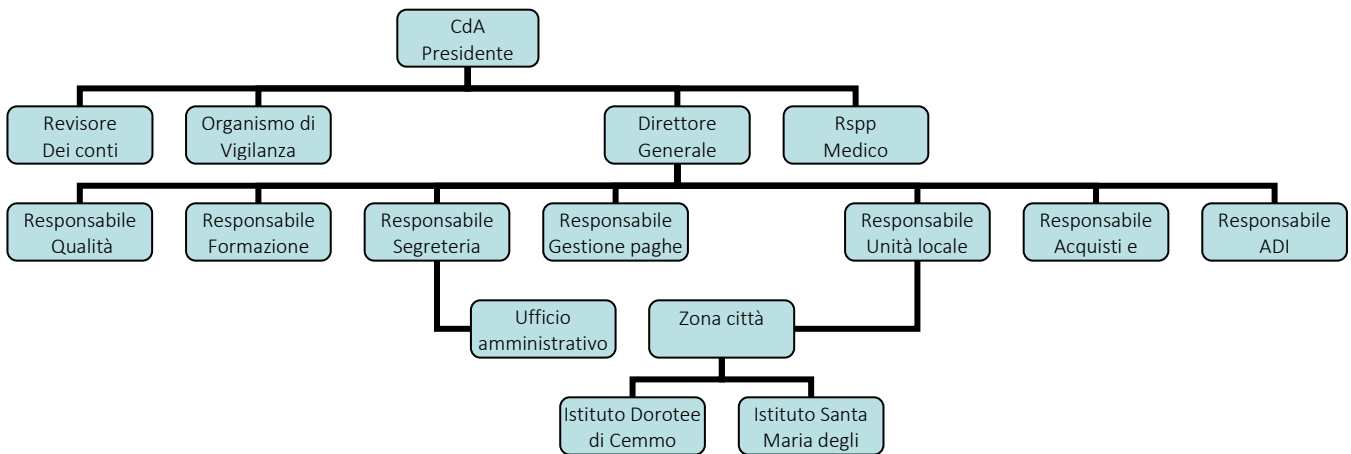 CdA
Presidente
Revisore
Dei conti
Organismo di
Vigilanza
Direttore
Generale
Rspp
Medico
Responsabile
Qualità
Responsabile
Formazione
Responsabile
Segreteria
Responsabile
Gestione paghe
Responsabile
Unità locale
Responsabile
Acquisti e
Responsabile
ADI
Ufficio
amministrativo
Zona città
Istituto Dorotee
di Cemmo
Istituto Santa
Maria degli